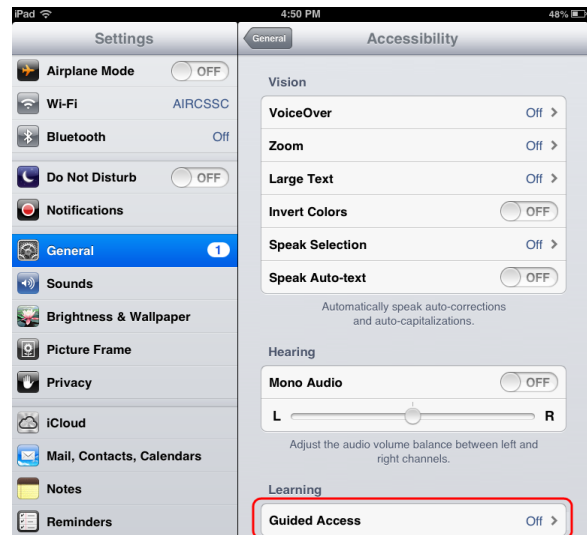 iPad 4:50 PM 48%
Settings
Airplane Mode OFF
Wi-Fi AIRCSSC
Bluetooth Off
Do Not Disturb OFF
Notifications
General 1
Sounds
Brightness & Wallpaper
Picture Frame
Privacy
iCloud
Mail, Contacts, Calendars
Notes
Reminders
General Accessibility
Vision
VoiceOver Off
Zoom Off
Large Text Off
Invert Colors OFF
Speak Selection Off
Speak Auto-text OFF
Automatically speak auto-corrections
and auto-capitalizations.
Hearing
Mono Audio OFF
L R
Adjust the audio volume balance between left and
right channels.
Learning
Guided Access Off